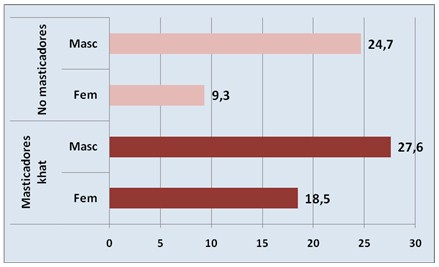 No masticadores
Masc
24,7
Fem
9,3
Masticadores
khat
Masc
27,6
Fem
18,5
0 5 10 15 20 25 30